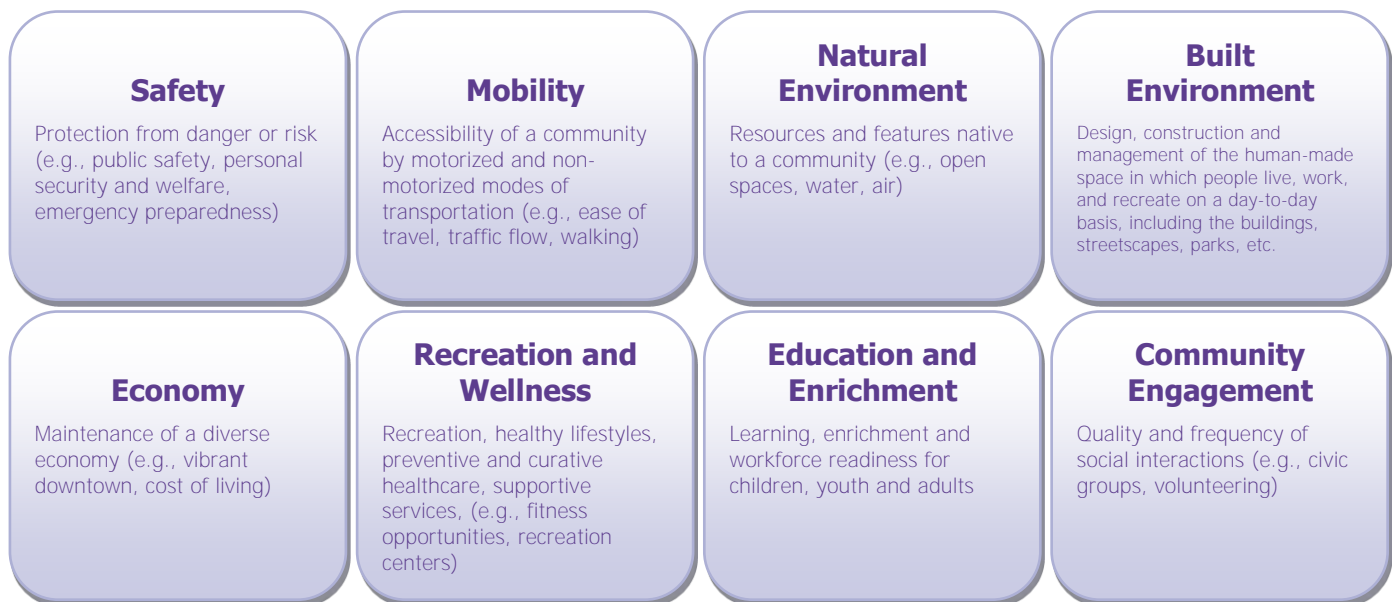 Safety
Protection from danger or risk
(e.g., public safety, personal
security and welfare,
emergency preparedness)
Mobility
Accessibility of a community
by motorized and non-
motorized modes of
transportation (e.g., ease of
travel, traffic flow, walking)
Natural
Environment
Resources and features native
to a community (e.g., open
spaces, water, air)
Built
Environment
Design, construction and
management of the human-made
space in which people live, work,
and recreate on a day-to-day
basis, including the buildings,
streetscapes, parks, etc.
Economy
Maintenance of a diverse
economy (e.g., vibrant
downtown, cost of living)
Recreation and
Wellness
Recreation, healthy lifestyles,
preventive and curative
healthcare, supportive
services, (e.g., fitness
opportunities, recreation
centers)
Education and
Enrichment
Learning, enrichment and
workforce readiness for
children, youth and adults
Community
Engagement
Quality and frequency of
social interactions (e.g., civic
groups, volunteering)